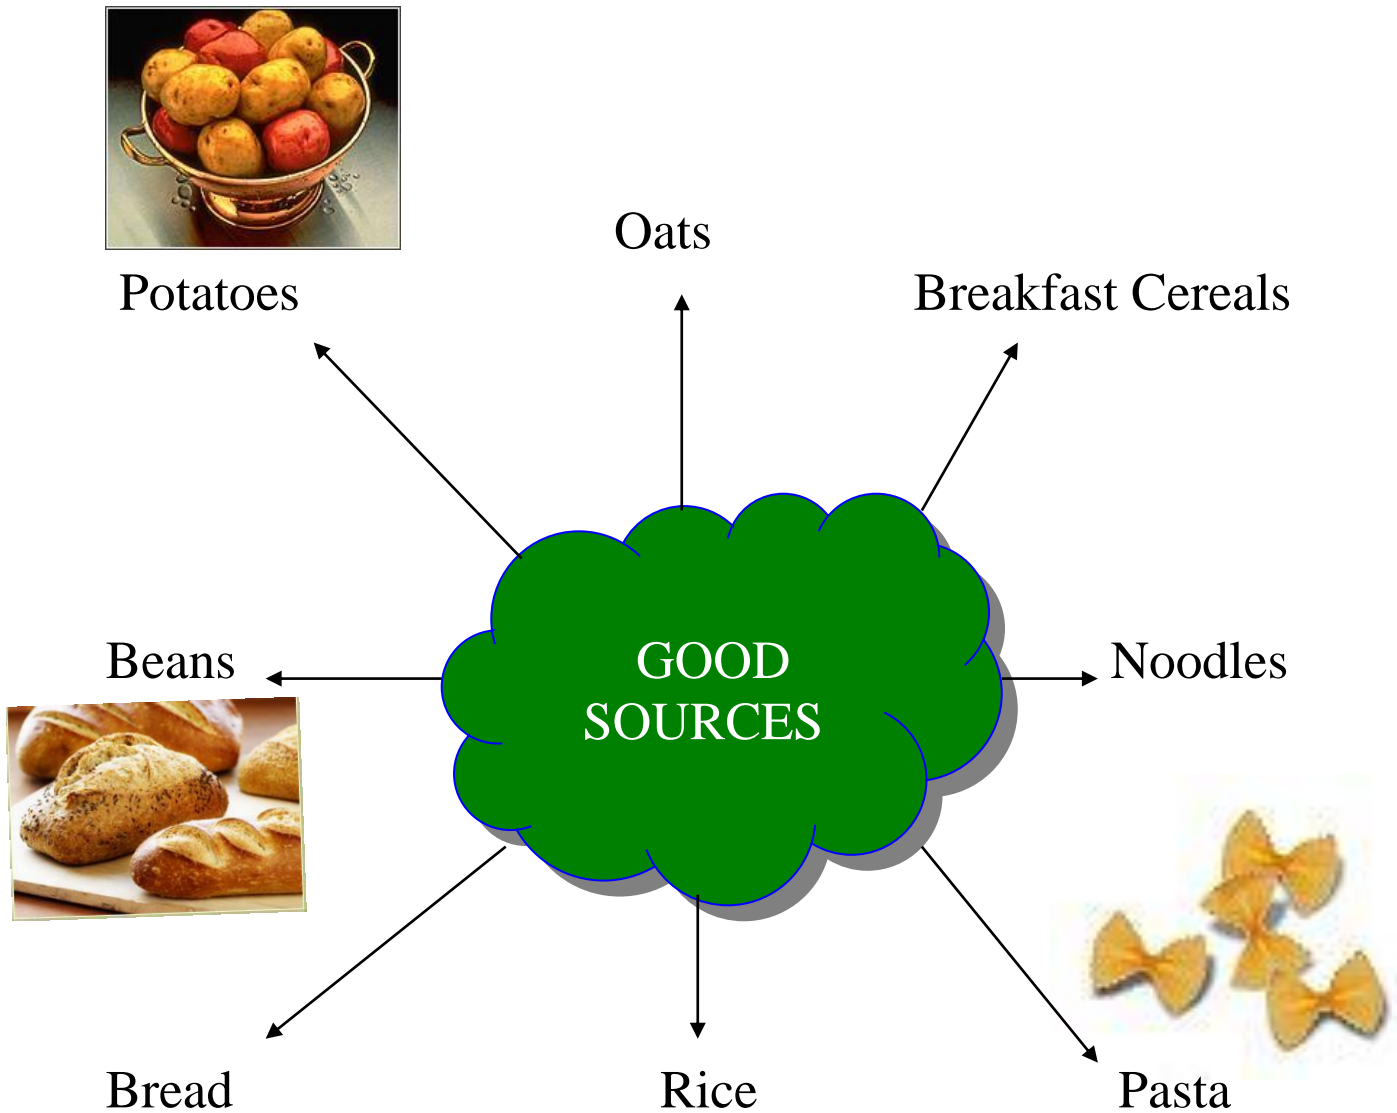 Oats
Potatoes
Breakfast Cereals
Beans
GOOD
SOURCES
Noodles
Bread
Rice
Pasta